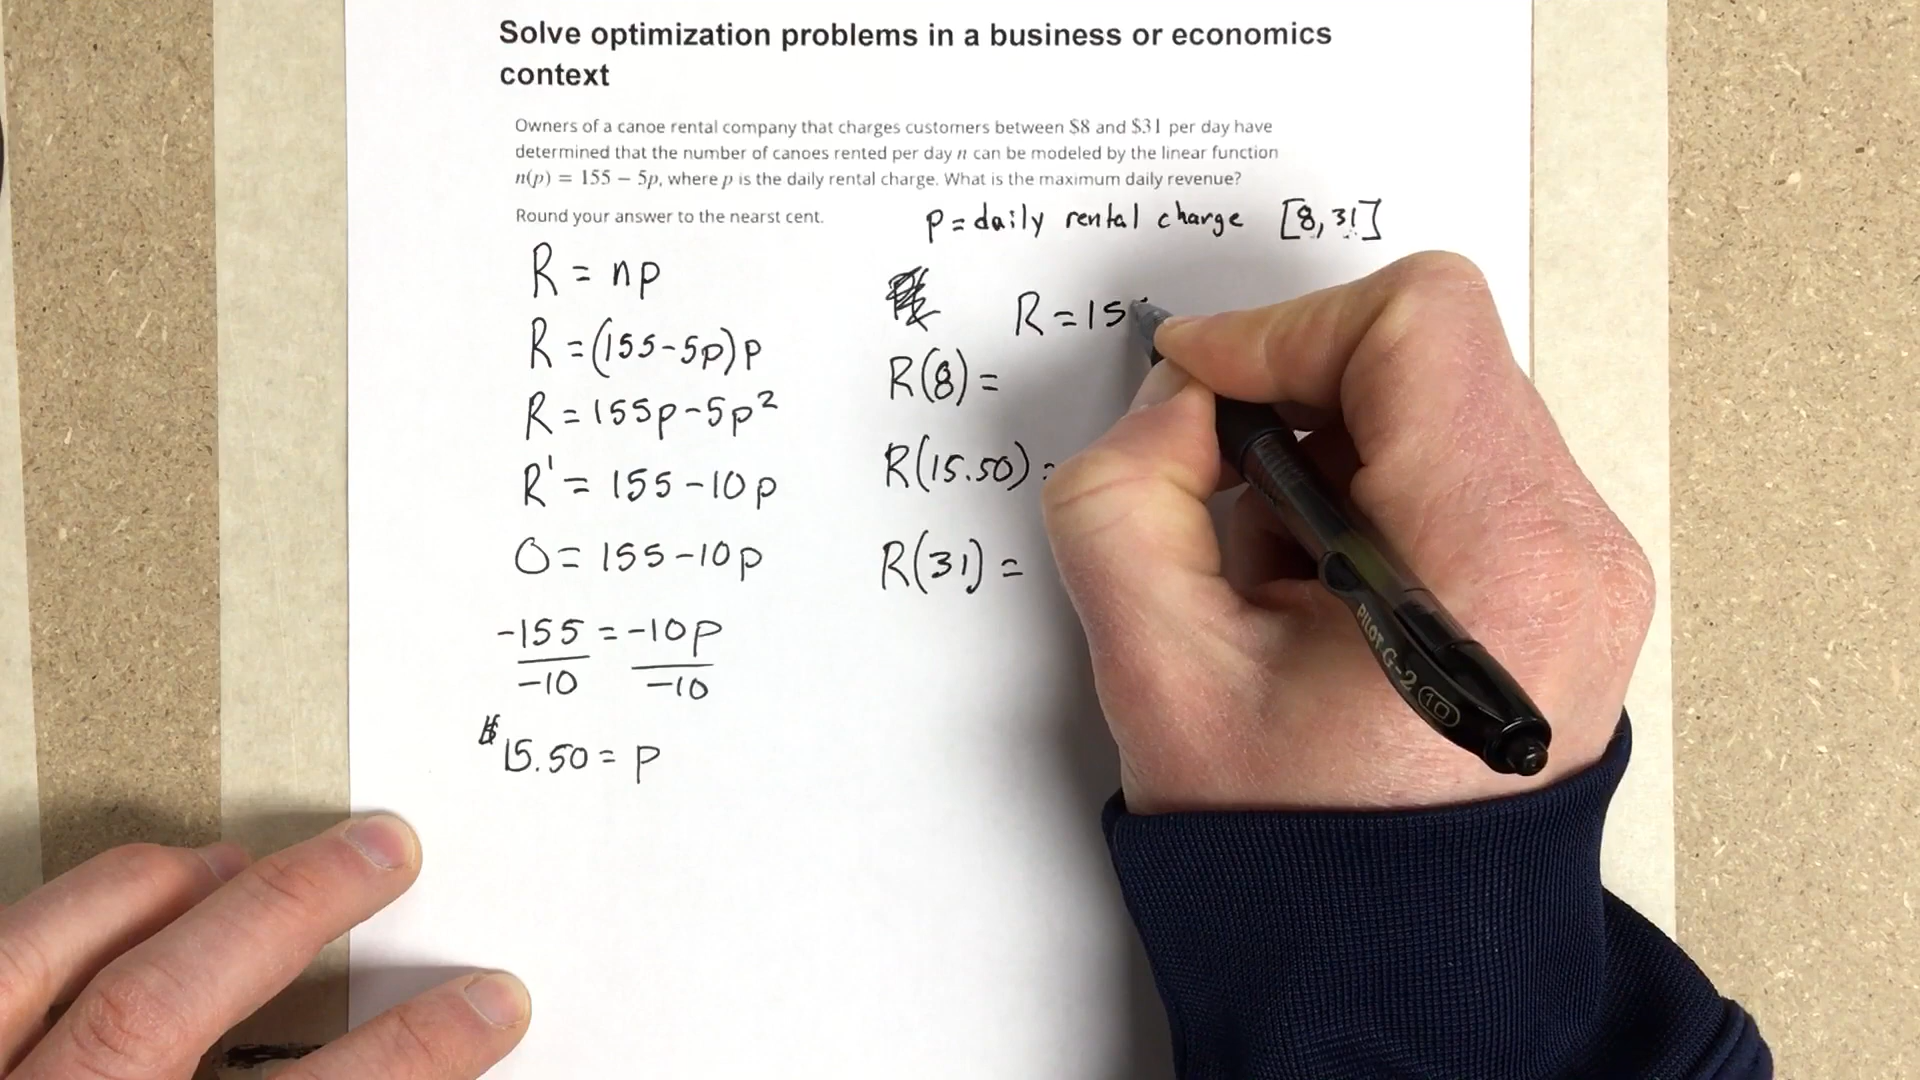 Solve optimization problems in a business or economics
context
Owners of a canoe rental company that charges customers between $8 and $31 per day have
determined that the number of canoes rented per day n can be modeled by the linear function
n(p) = 155 − 5p, where p is the daily rental charge. What is the maximum daily revenue?
Round your answer to the nearst cent.
p = daily rental charge [8, 31]
R = np
R = (155-5p)p
R = 155p-5p²
R' = 155-10p
0 = 155-10p
-155 = -10p
-10 -10
$15.50 = p
R = 15
R(8) =
R(15.50) =
R(31) =
PILOT G-2 10